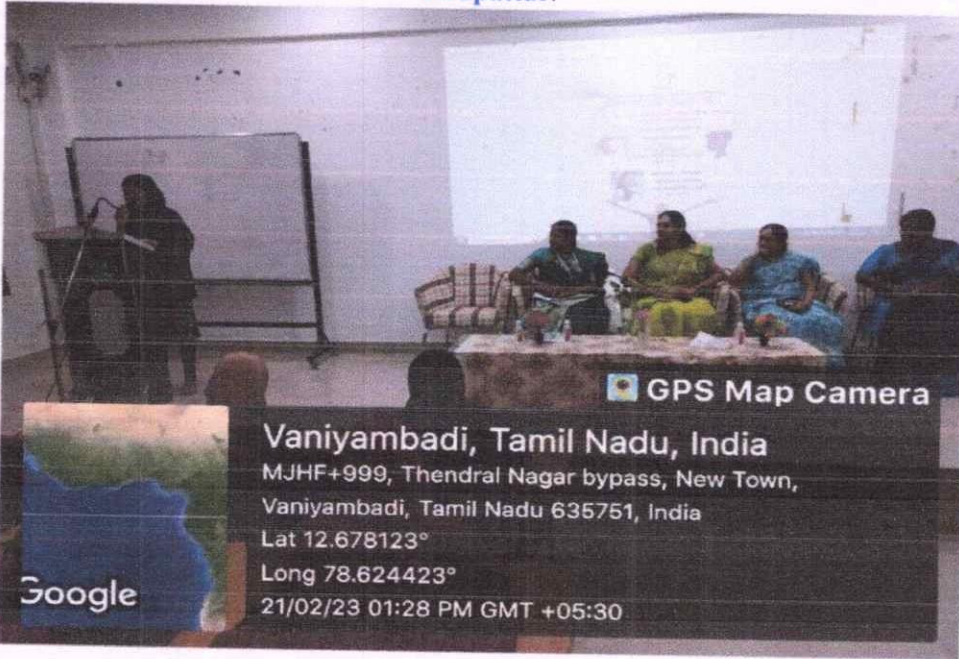 GPS Map Camera
Vaniyambadi, Tamil Nadu, India
MJHF+999, Thendral Nagar bypass, New Town,
Vaniyambadi, Tamil Nadu 635751, India
Lat 12.678123°
Long 78.624423°
21/02/23 01:28 PM GMT +05:30
Google